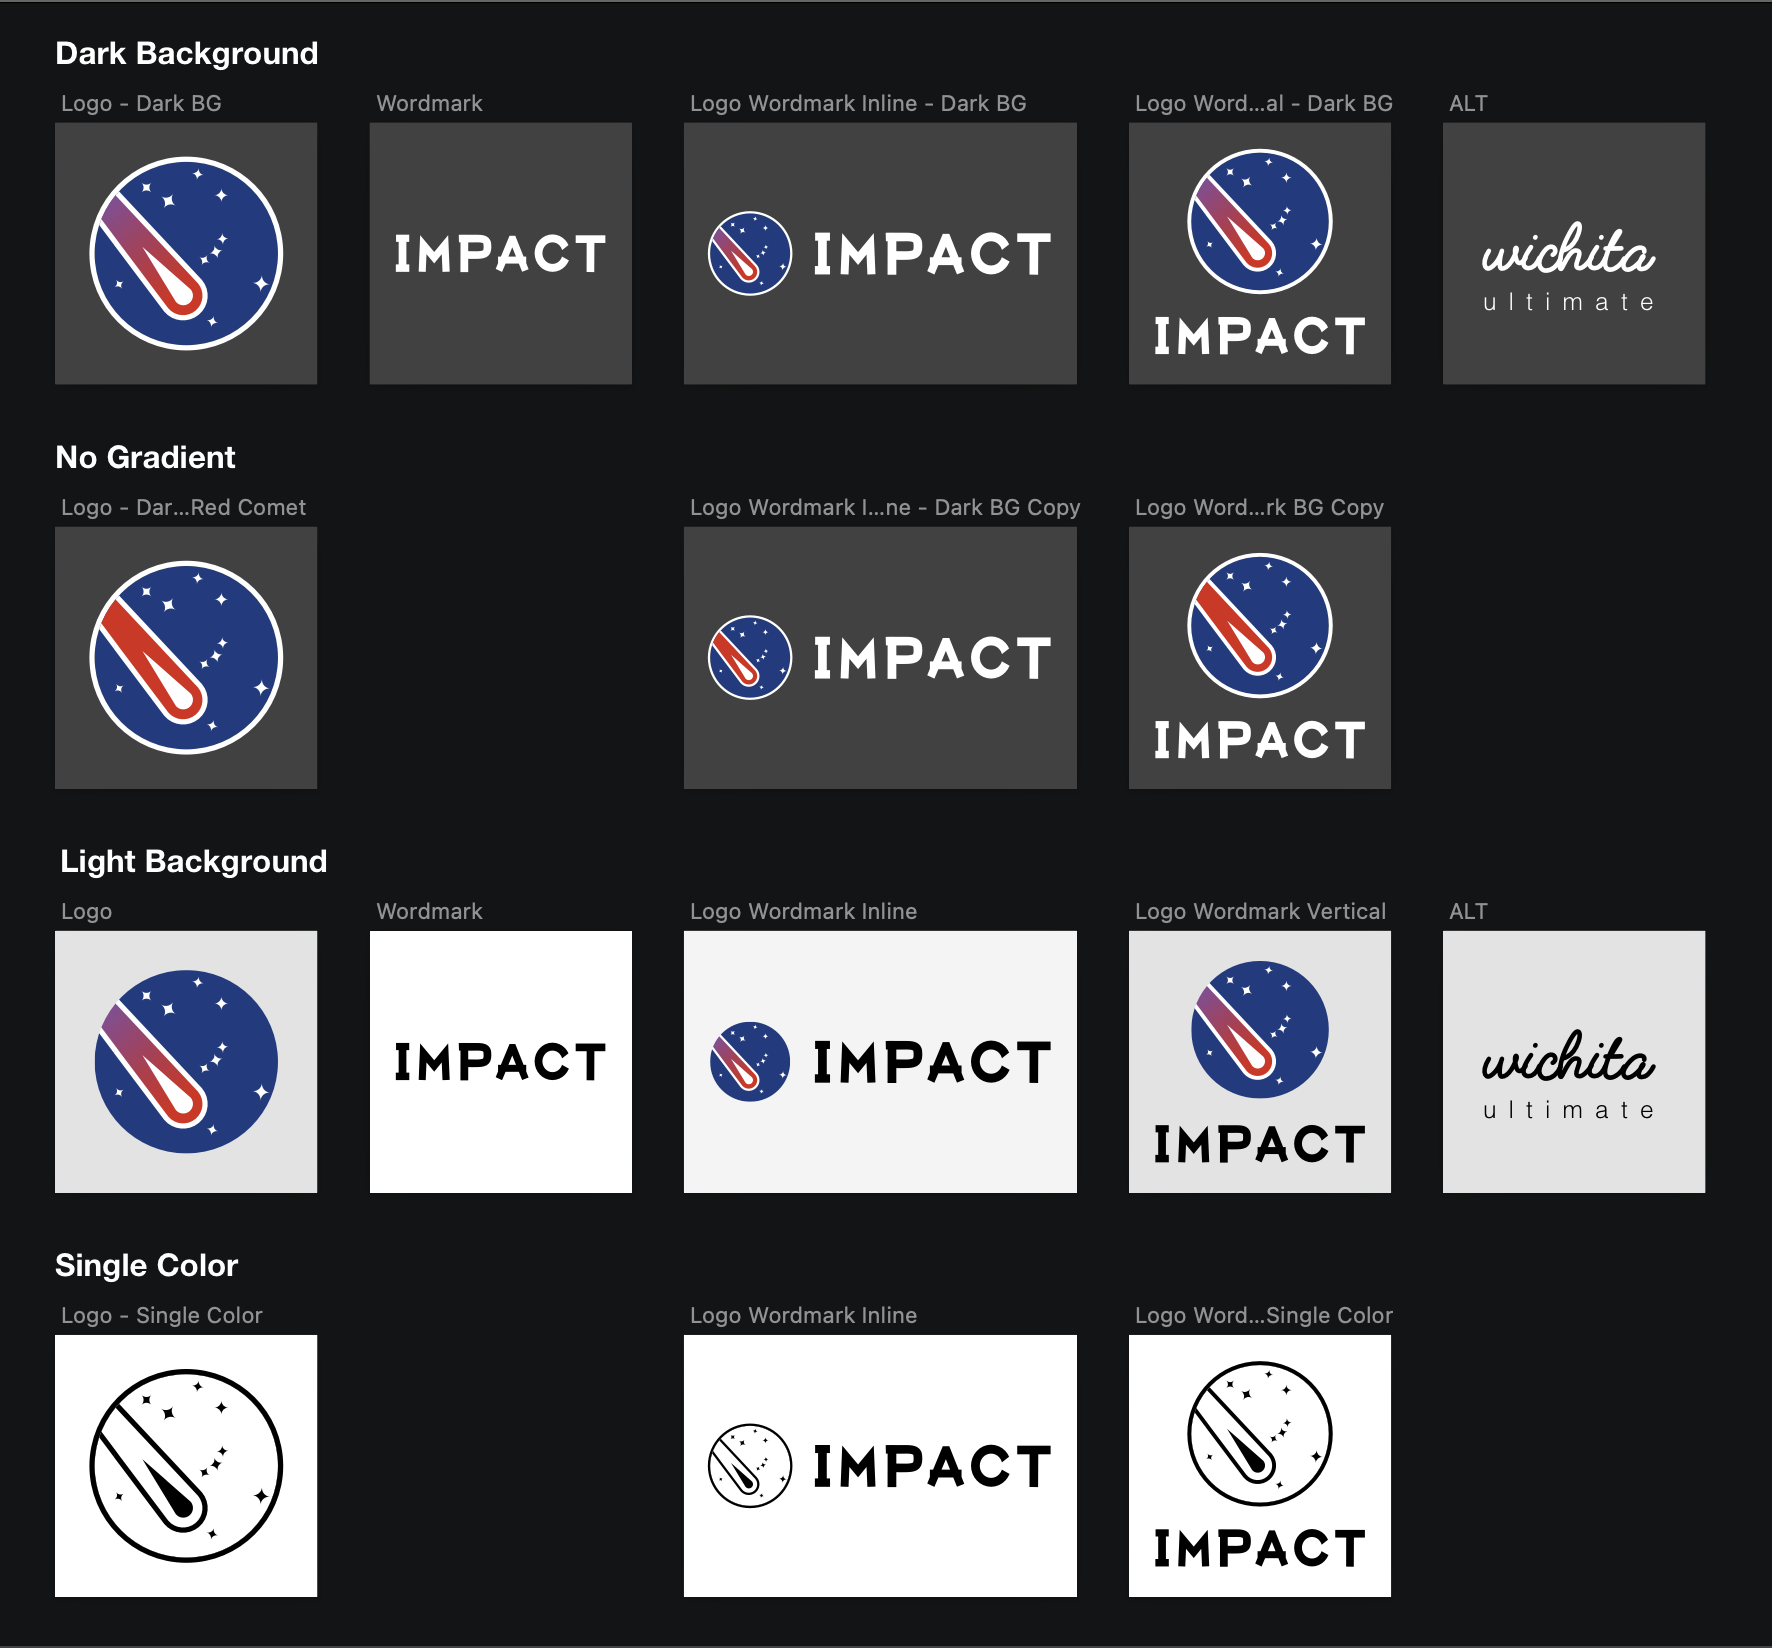 Dark Background
Logo - Dark BG
Wordmark
Logo Wordmark Inline - Dark BG
Logo Word...al - Dark BG
ALT
IMPACT
IMPACT
IMPACT
wichita
ultimate
No Gradient
Logo - Dar...Red Comet
Logo Wordmark I...ne - Dark BG Copy
Logo Word...rk BG Copy
IMPACT
IMPACT
Light Background
Logo
Wordmark
Logo Wordmark Inline
Logo Wordmark Vertical
ALT
IMPACT
IMPACT
IMPACT
wichita
ultimate
Single Color
Logo - Single Color
Logo Wordmark Inline
Logo Word...Single Color
IMPACT
IMPACT